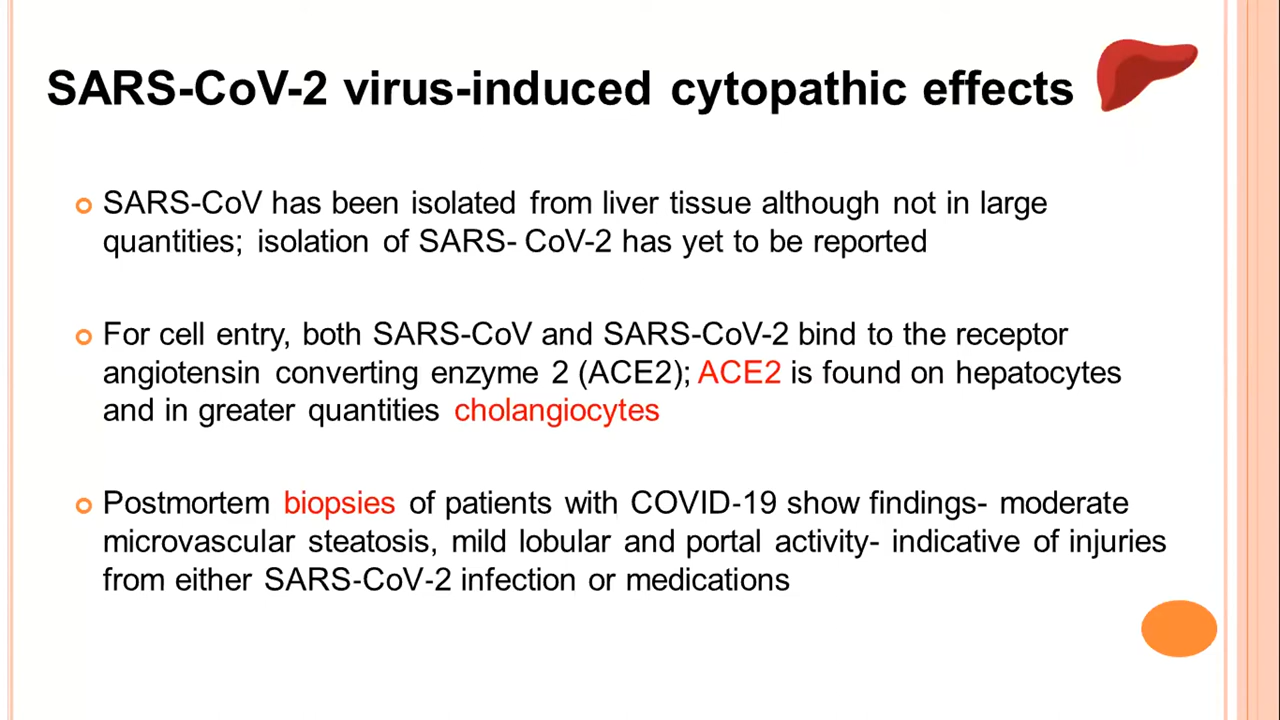 SARS-CoV-2 virus-induced cytopathic effects
SARS-CoV has been isolated from liver tissue although not in large
quantities; isolation of SARS- CoV-2 has yet to be reported
For cell entry, both SARS-CoV and SARS-CoV-2 bind to the receptor
angiotensin converting enzyme 2 (ACE2); ACE2 is found on hepatocytes
and in greater quantities cholangiocytes
Postmortem biopsies of patients with COVID-19 show findings- moderate
microvascular steatosis, mild lobular and portal activity- indicative of injuries
from either SARS-CoV-2 infection or medications